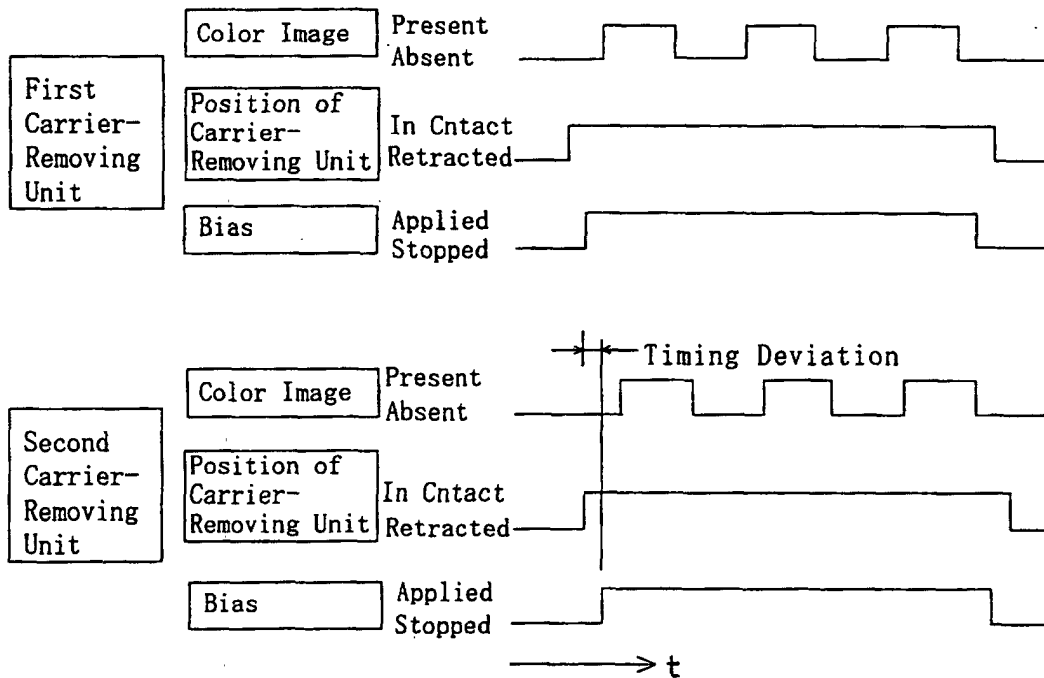 First
Carrier-
Removing
Unit
Color Image
Present
Absent
Position of
Carrier-
Removing Unit
In Cntact
Retracted
Bias
Applied
Stopped
Timing Deviation
Second
Carrier-
Removing
Unit
Color Image
Present
Absent
Position of
Carrier-
Removing Unit
In Cntact
Retracted
Bias
Applied
Stopped
t